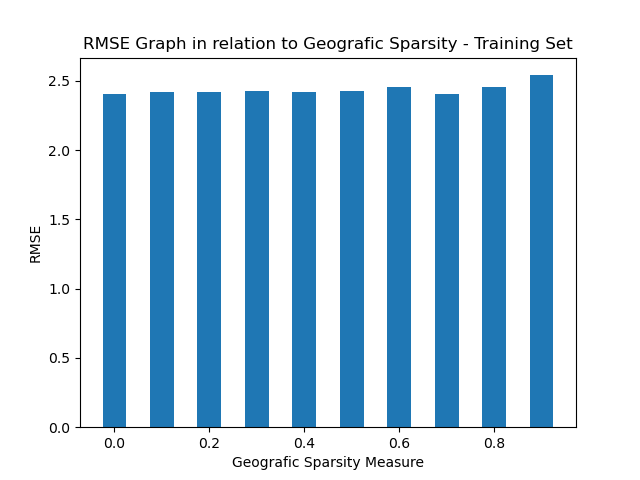 RMSE Graph in relation to Geografic Sparsity - Training Set
2.5
2.0
1.5
1.0
0.5
0.0
RMSE
0.0 0.2 0.4 0.6 0.8
Geografic Sparsity Measure